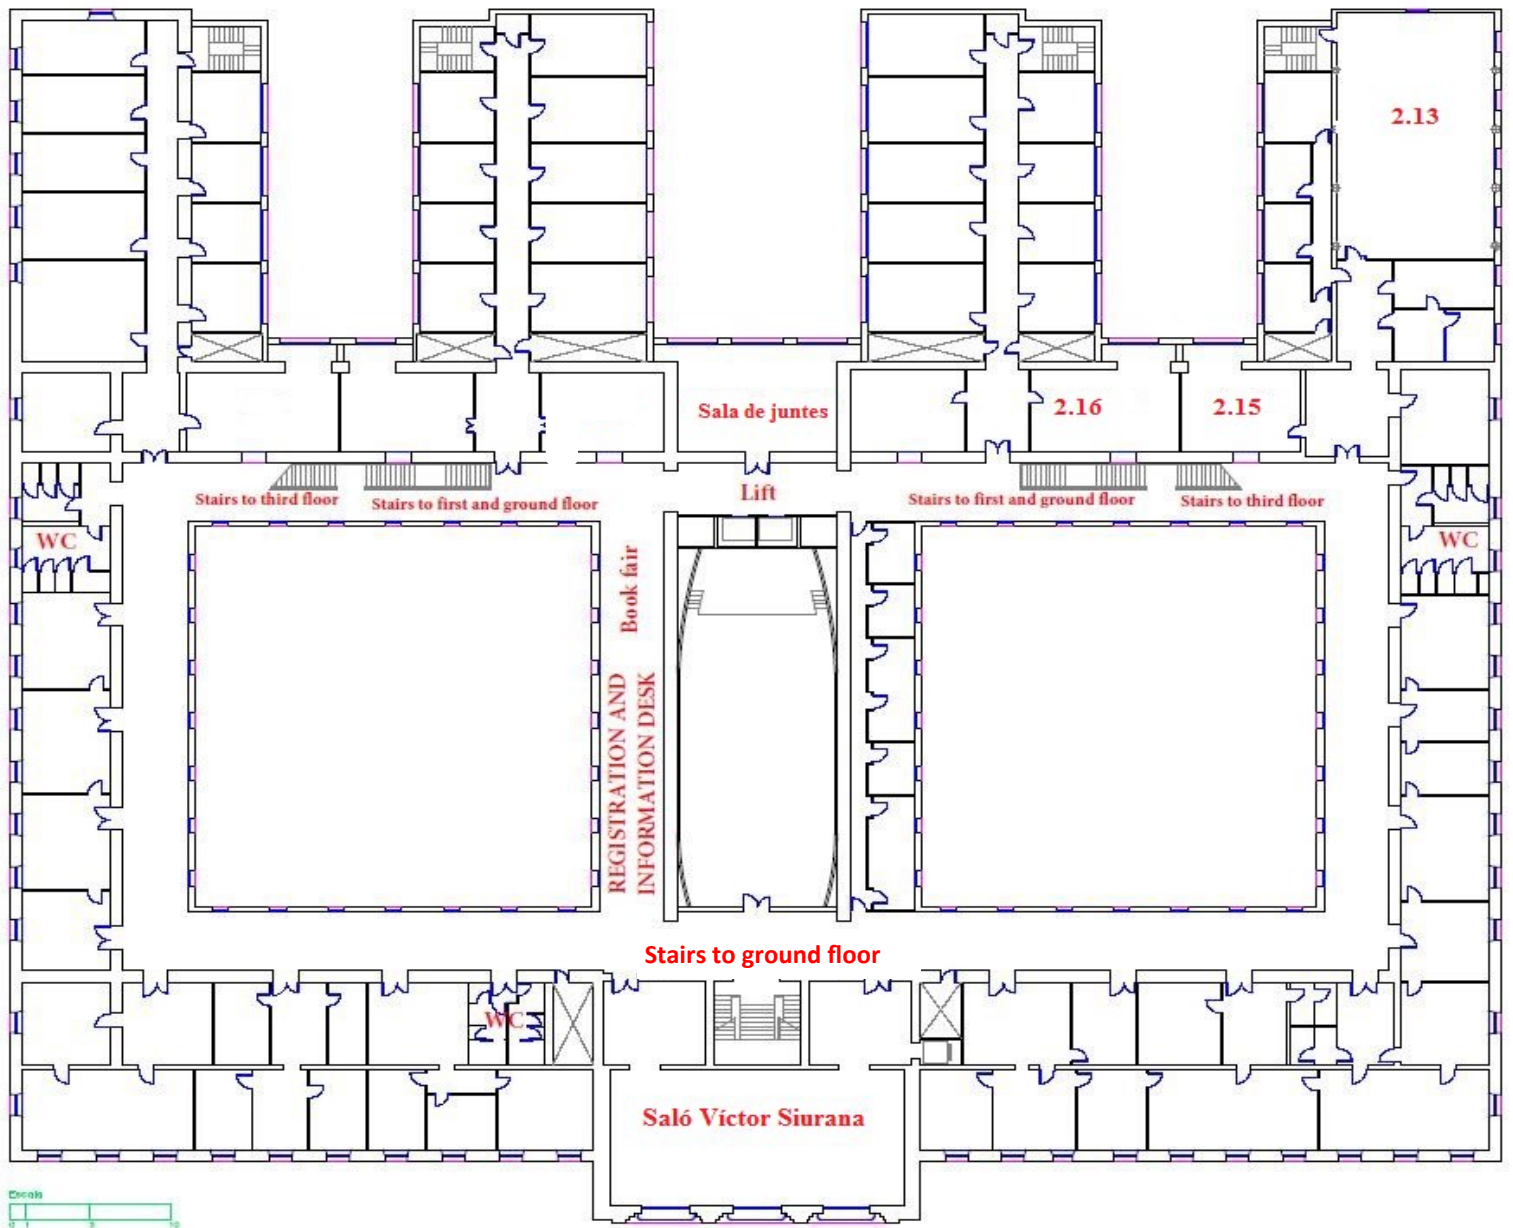 2.13
Sala de juntes
2.16
2.15
Stairs to third floor
Stairs to first and ground floor
Lift
Stairs to first and ground floor
Stairs to third floor
WC
WC
Book fair
REGISTRATION AND
INFORMATION DESK
Stairs to ground floor
WC
Saló Víctor Siurana
Escala